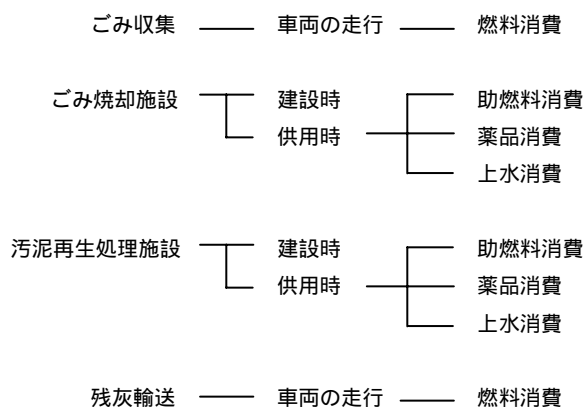 ごみ収集 車両の走行 燃料消費
ごみ焼却施設 建設時 助燃料消費
供用時 薬品消費
上水消費
汚泥再生処理施設 建設時 助燃料消費
供用時 薬品消費
上水消費
残灰輸送 車両の走行 燃料消費